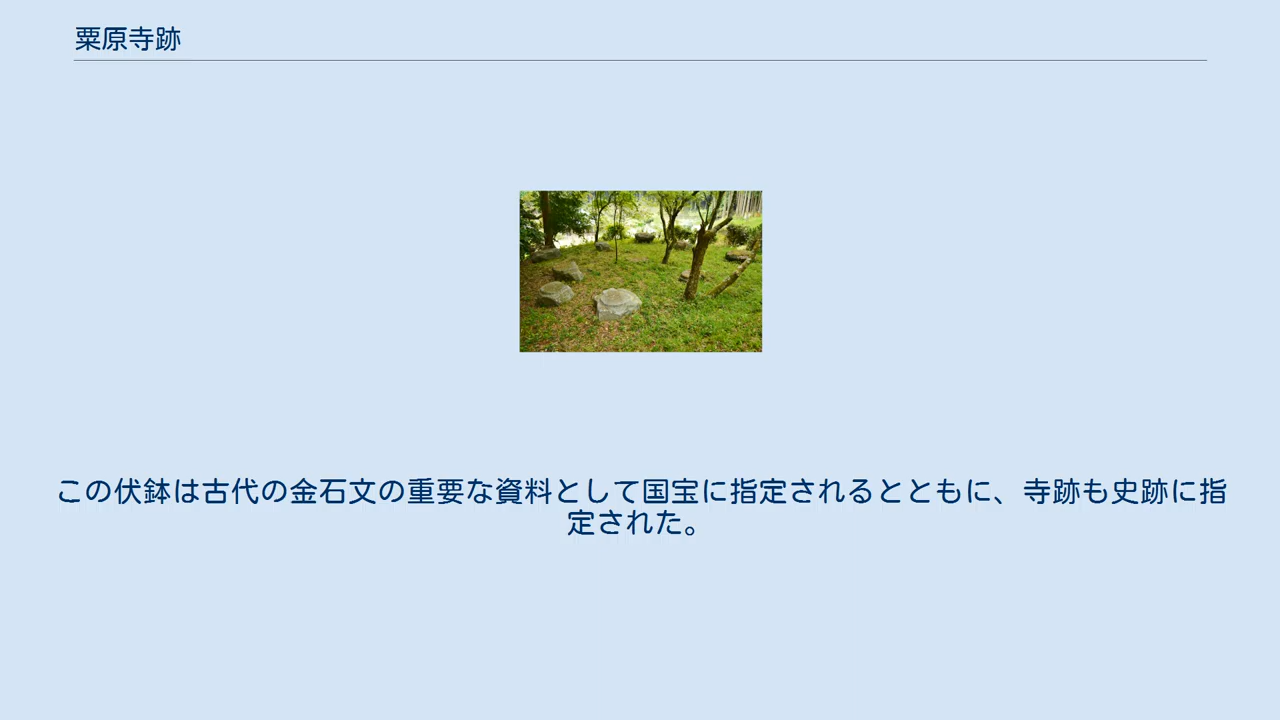 粟原寺跡
この伏鉢は古代の金石文の重要な資料として国宝に指定されるとともに、寺跡も史跡に指
定された。